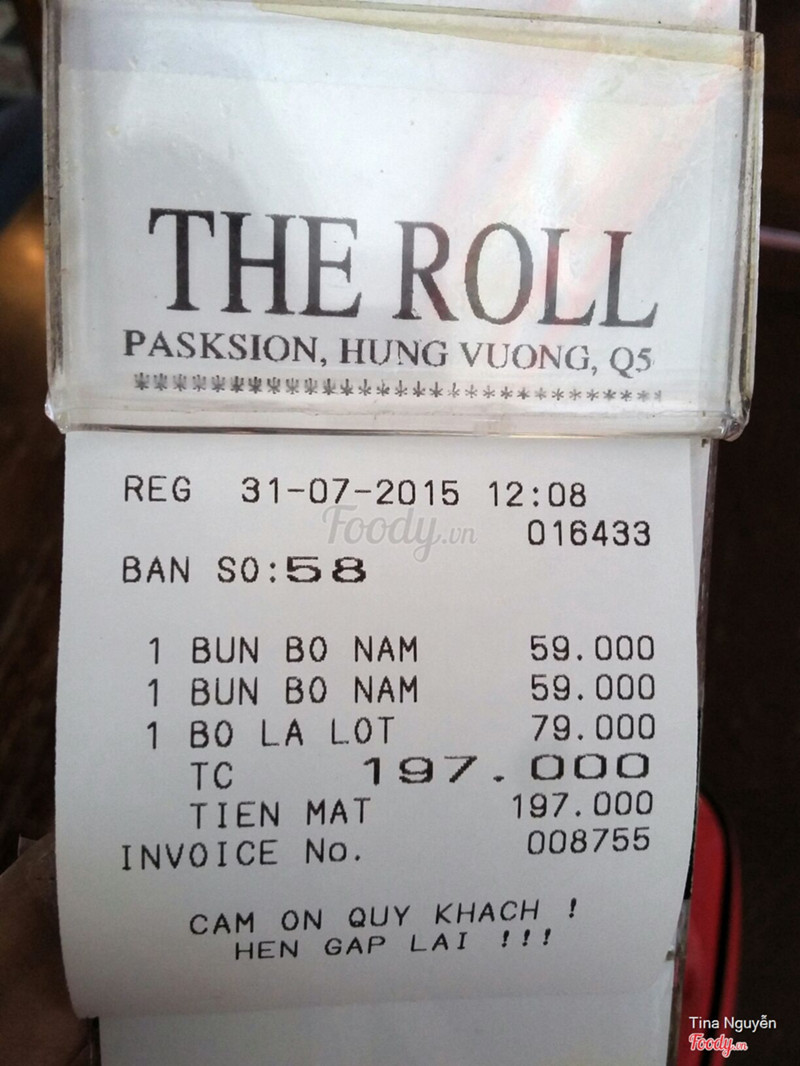 THE ROLL
PASKSION, HUNG VUONG, Q5
***************************
REG 31-07-2015 12:08
Foody.vn
016433
BAN SO:58
1 BUN BO NAM 59.000
1 BUN BO NAM 59.000
1 BO LA LOT 79.000
TC 197.000
TIEN MAT 197.000
INVOICE No. 008755
CAM ON QUY KHACH !
HEN GAP LAI !!!
Tina Nguyễn
Foody.vn